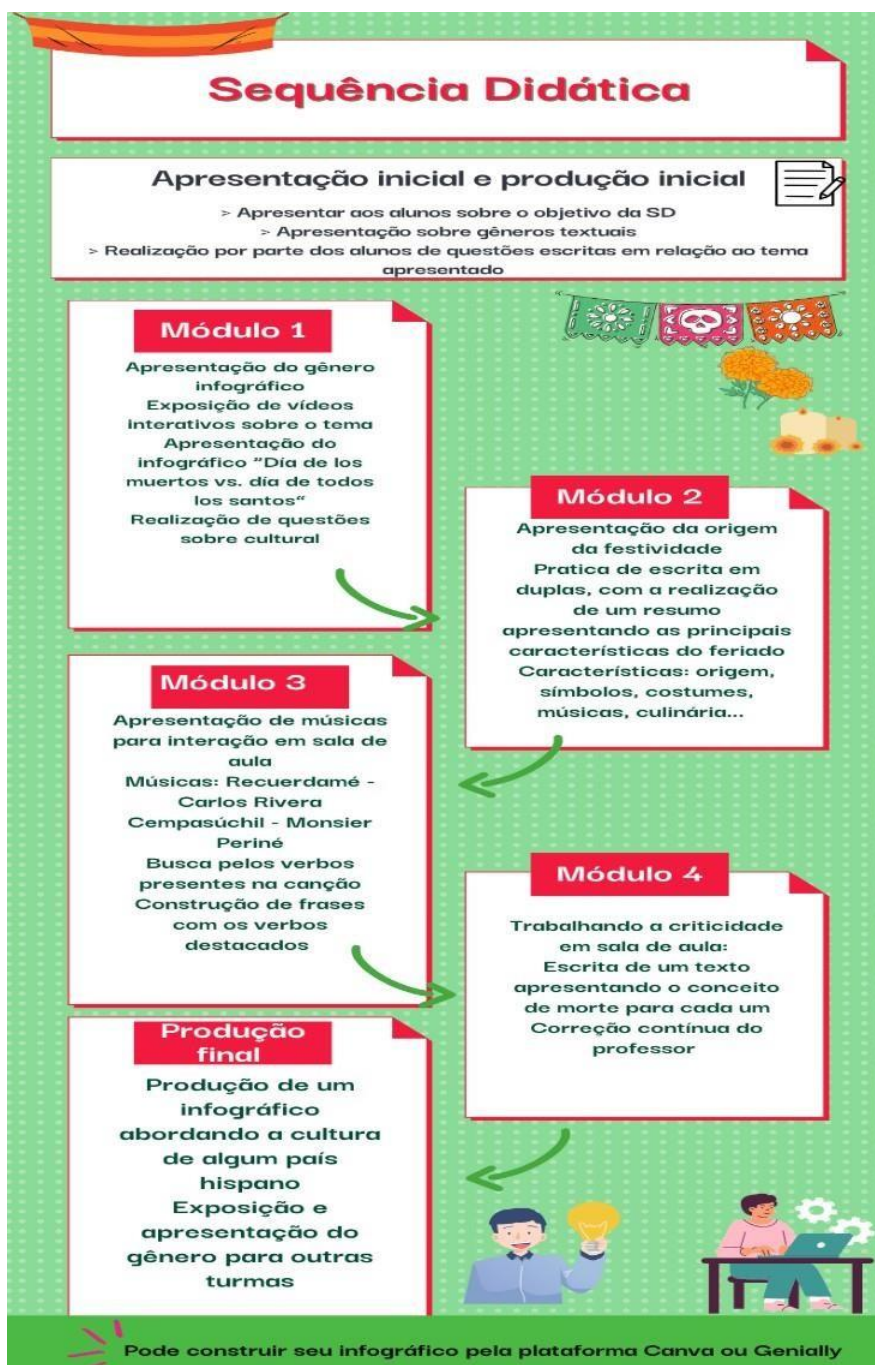 Sequência Didática
Apresentação inicial e produção inicial
> Apresentar aos alunos sobre o objetivo da SD
> Apresentação sobre gêneros textuais
> Realização por parte dos alunos de questões escritas em relação ao tema
apresentado
Módulo 1
Apresentação do gênero
infográfico
Exposição de vídeos
interativos sobre o tema
Apresentação do
infográfico "Día de los
muertos vs. día de todos
los santos"
Realização de questões
sobre cultural
Módulo 2
Apresentação da origem
da festividade
Pratica de escrita em
duplas, com a realização
de um resumo
apresentando as principais
características do feriado
Características: origem,
símbolos, costumes,
músicas, culinária...
Módulo 3
Apresentação de músicas
para interação em sala de
aula
Músicas: Recuerdamé -
Carlos Rivera
Cempasúchil - Monsier
Periné
Busca pelos verbos
presentes na canção
Construção de frases
com os verbos
destacados
Módulo 4
Trabalhando a criticidade
em sala de aula:
Escrita de um texto
apresentando o conceito
de morte para cada um
Correção contínua do
professor
Produção
final
Produção de um
infográfico
abordando a cultura
de algum país
hispano
Exposição e
apresentação do
gênero para outras
turmas
Pode construir seu infográfico pela plataforma Canva ou Genially